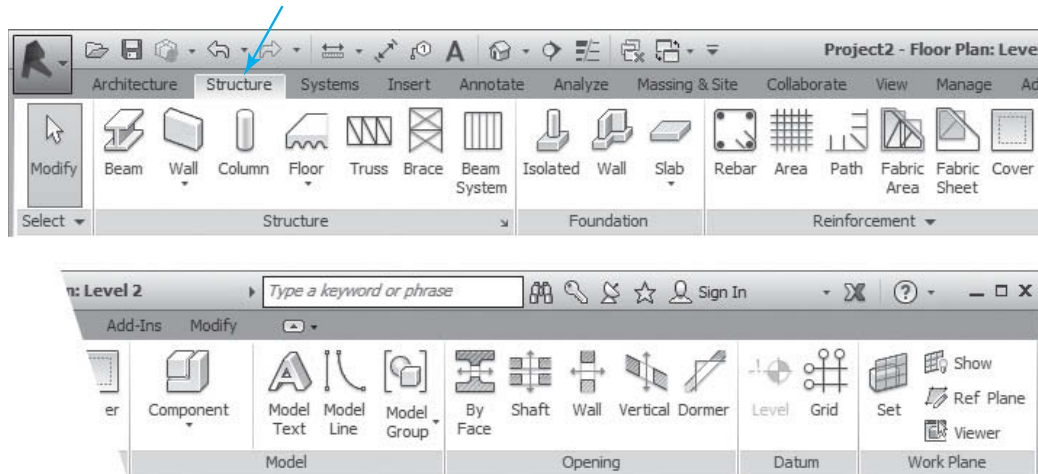 Project2 - Floor Plan: Leve
Architecture Structure Systems Insert Annotate Analyze Massing & Site Collaborate View Manage Ad
Modify Beam Wall Column Floor Truss Brace Beam System Isolated Wall Slab Rebar Area Path Fabric Area Fabric Sheet Cover
Select Structure Foundation Reinforcement
n: Level 2 Type a keyword or phrase Sign In
Add-Ins Modify
er Component Model Text Model Line Model Group By Face Shaft Wall Vertical Dormer Level Grid Set
Show
Ref Plane
Viewer
Model Opening Datum Work Plane